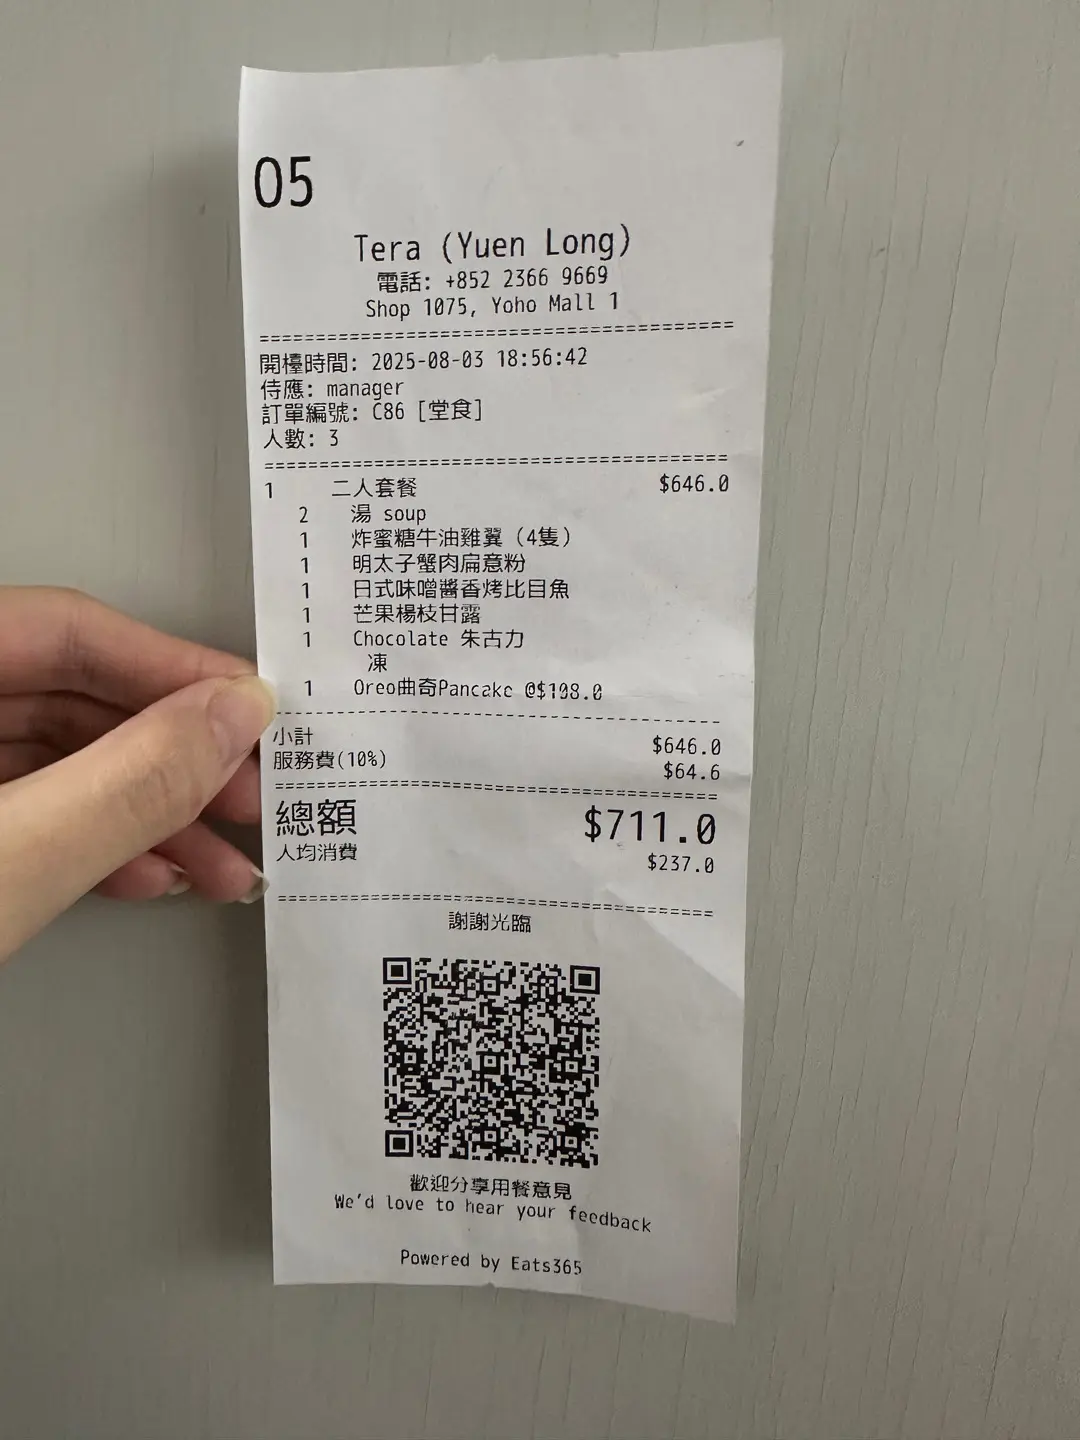 05
Tera (Yuen Long)
電話: +852 2366 9669
Shop 1075, Yoho Mall 1
==========================================
開檯時間: 2025-08-03 18:56:42
侍應: manager
訂單編號: C86 [堂食]
人數: 3
==========================================
1 二人套餐 $646.0
2 湯 soup
1 炸蜜糖牛油雞翼 (4隻)
1 明太子蟹肉扁意粉
1 日式味噌醬香烤比目魚
1 芒果楊枝甘露
1 Chocolate 朱古力
凍
1 Oreo曲奇Pancake @$108.0
------------------------------------------
小計 $646.0
服務費(10%) $64.6
==========================================
總額 $711.0
人均消費 $237.0
==========================================
謝謝光臨
歡迎分享用餐意見
We'd love to hear your feedback
Powered by Eats365